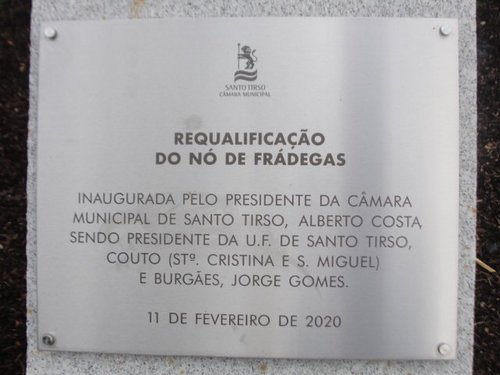 SANTO TIRSO
CÂMARA MUNICIPAL
REQUALIFICAÇÃO
DO NÓ DE FRÁDEGAS
INAUGURADA PELO PRESIDENTE DA CÂMARA
MUNICIPAL DE SANTO TIRSO, ALBERTO COSTA,
SENDO PRESIDENTE DA U.F. DE SANTO TIRSO,
COUTO (STª. CRISTINA E S. MIGUEL)
E BURGÃES, JORGE GOMES.
11 DE FEVEREIRO DE 2020